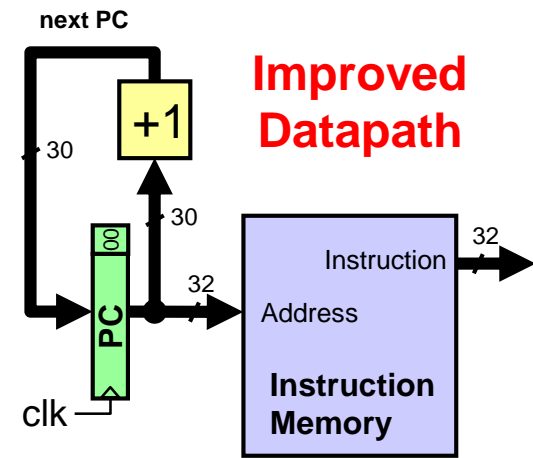 next PC
Improved
Datapath
+1
30
30
00
PC
32
32
Instruction
Address
Instruction
Memory
clk